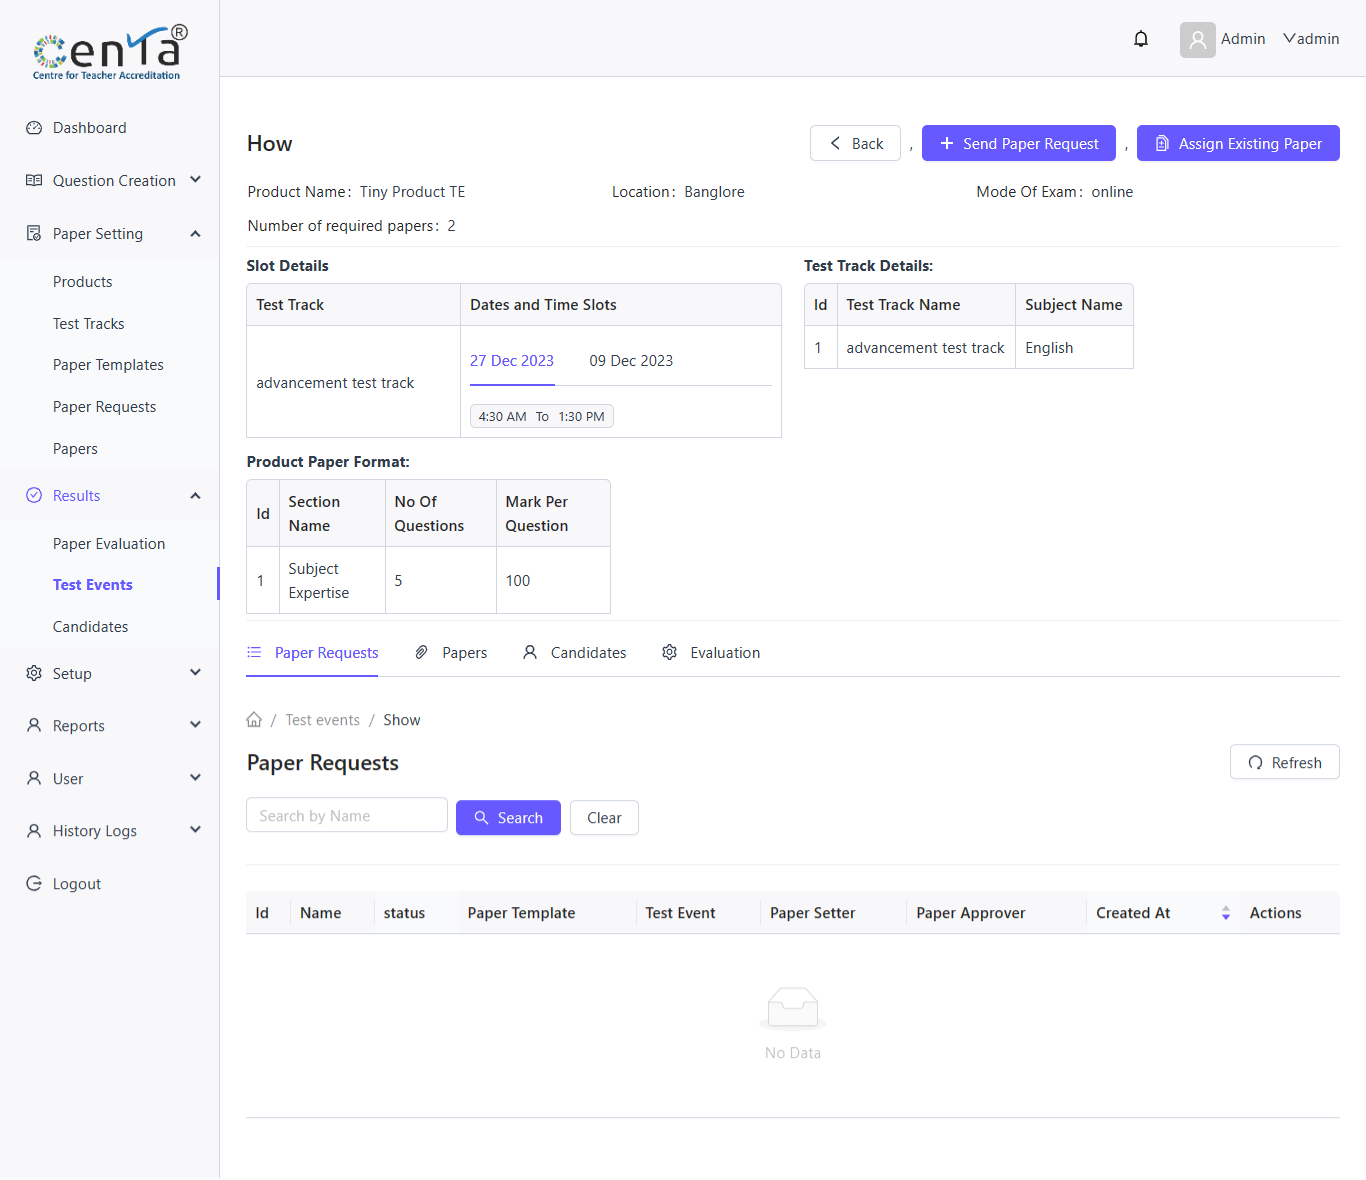 CENTA®
Centre for Teacher Accreditation
Dashboard
Question Creation
Paper Setting
Products
Test Tracks
Paper Templates
Paper Requests
Papers
Results
Paper Evaluation
Test Events
Candidates
Setup
Reports
User
History Logs
Logout
Admin admin
How
Back , Send Paper Request , Assign Existing Paper
Product Name: Tiny Product TE Location: Banglore Mode Of Exam: online
Number of required papers: 2
Slot Details
Test Track Dates and Time Slots
advancement test track
27 Dec 2023 09 Dec 2023
4:30 AM To 1:30 PM
Test Track Details:
Id Test Track Name Subject Name
1 advancement test track English
Product Paper Format:
Id Section Name No Of Questions Mark Per Question
1 Subject Expertise 5 100
Paper Requests Papers Candidates Evaluation
/ Test events / Show
Paper Requests
Refresh
Search by Name Search Clear
Id Name status Paper Template Test Event Paper Setter Paper Approver Created At Actions
No Data